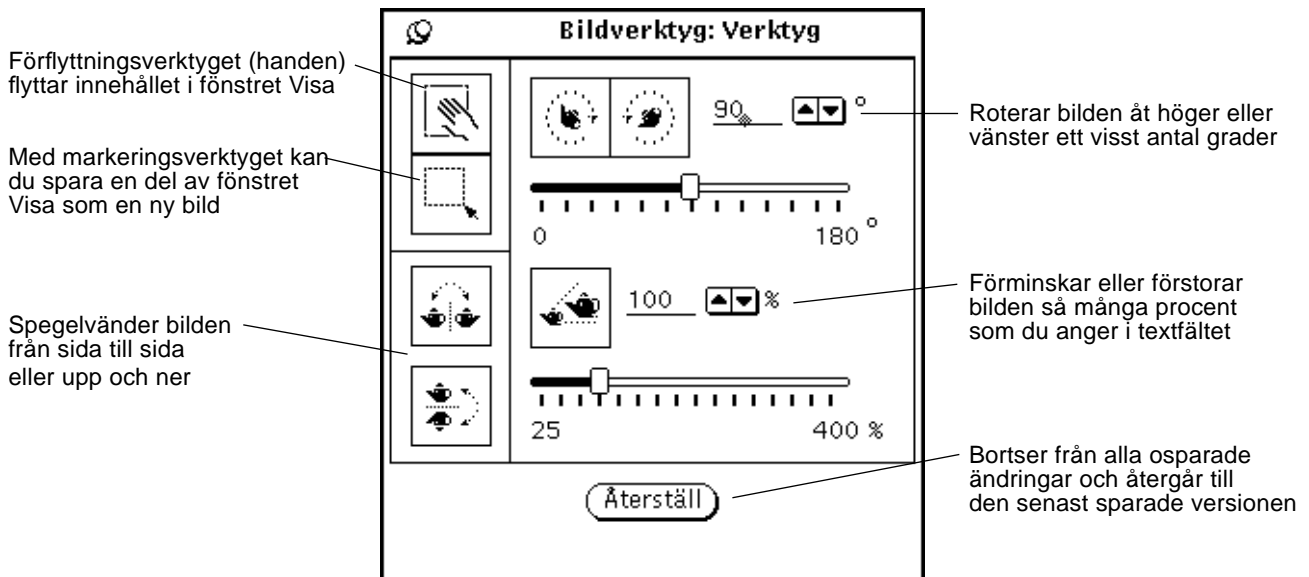 Bildverktyg: Verktyg
Förflyttningsverktyget (handen)
flyttar innehållet i fönstret Visa
Med markeringsverktyget kan
du spara en del av fönstret
Visa som en ny bild
Spegelvänder bilden
från sida till sida
eller upp och ner
90 °
0 180 °
100 %
25 400 %
Återställ
Roterar bilden åt höger eller
vänster ett visst antal grader
Förminskar eller förstorar
bilden så många procent
som du anger i textfältet
Bortser från alla osparade
ändringar och återgår till
den senast sparade versionen